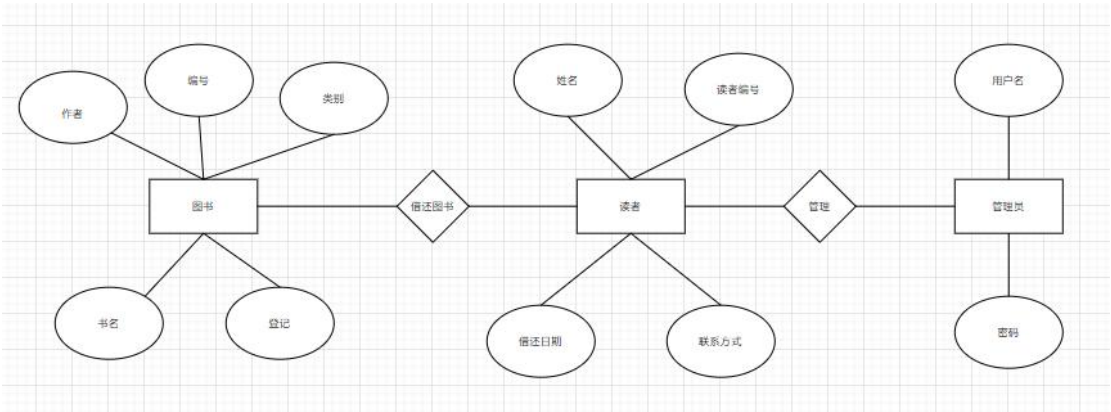 作者
编号
类别
姓名
读者编号
用户名
图书
借还图书
读者
管理
管理员
书名
登记
借还日期
联系方式
密码